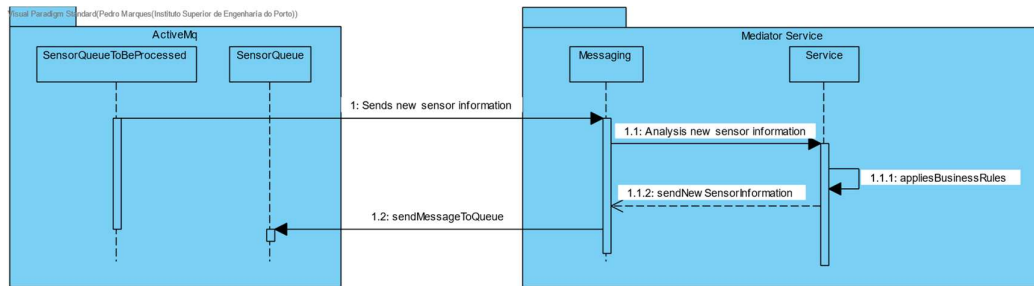 Visual Paradigm Standard(Pedro Marques(Instituto Superior de Engenharia do Porto))
ActiveMq
Mediator Service
SensorQueueToBeProcessed
SensorQueue
Messaging
Service
1: Sends new sensor information
1.1: Analysis new sensor information
1.1.1: appliesBusinessRules
1.1.2: sendNewSensorInformation
1.2: sendMessageToQueue